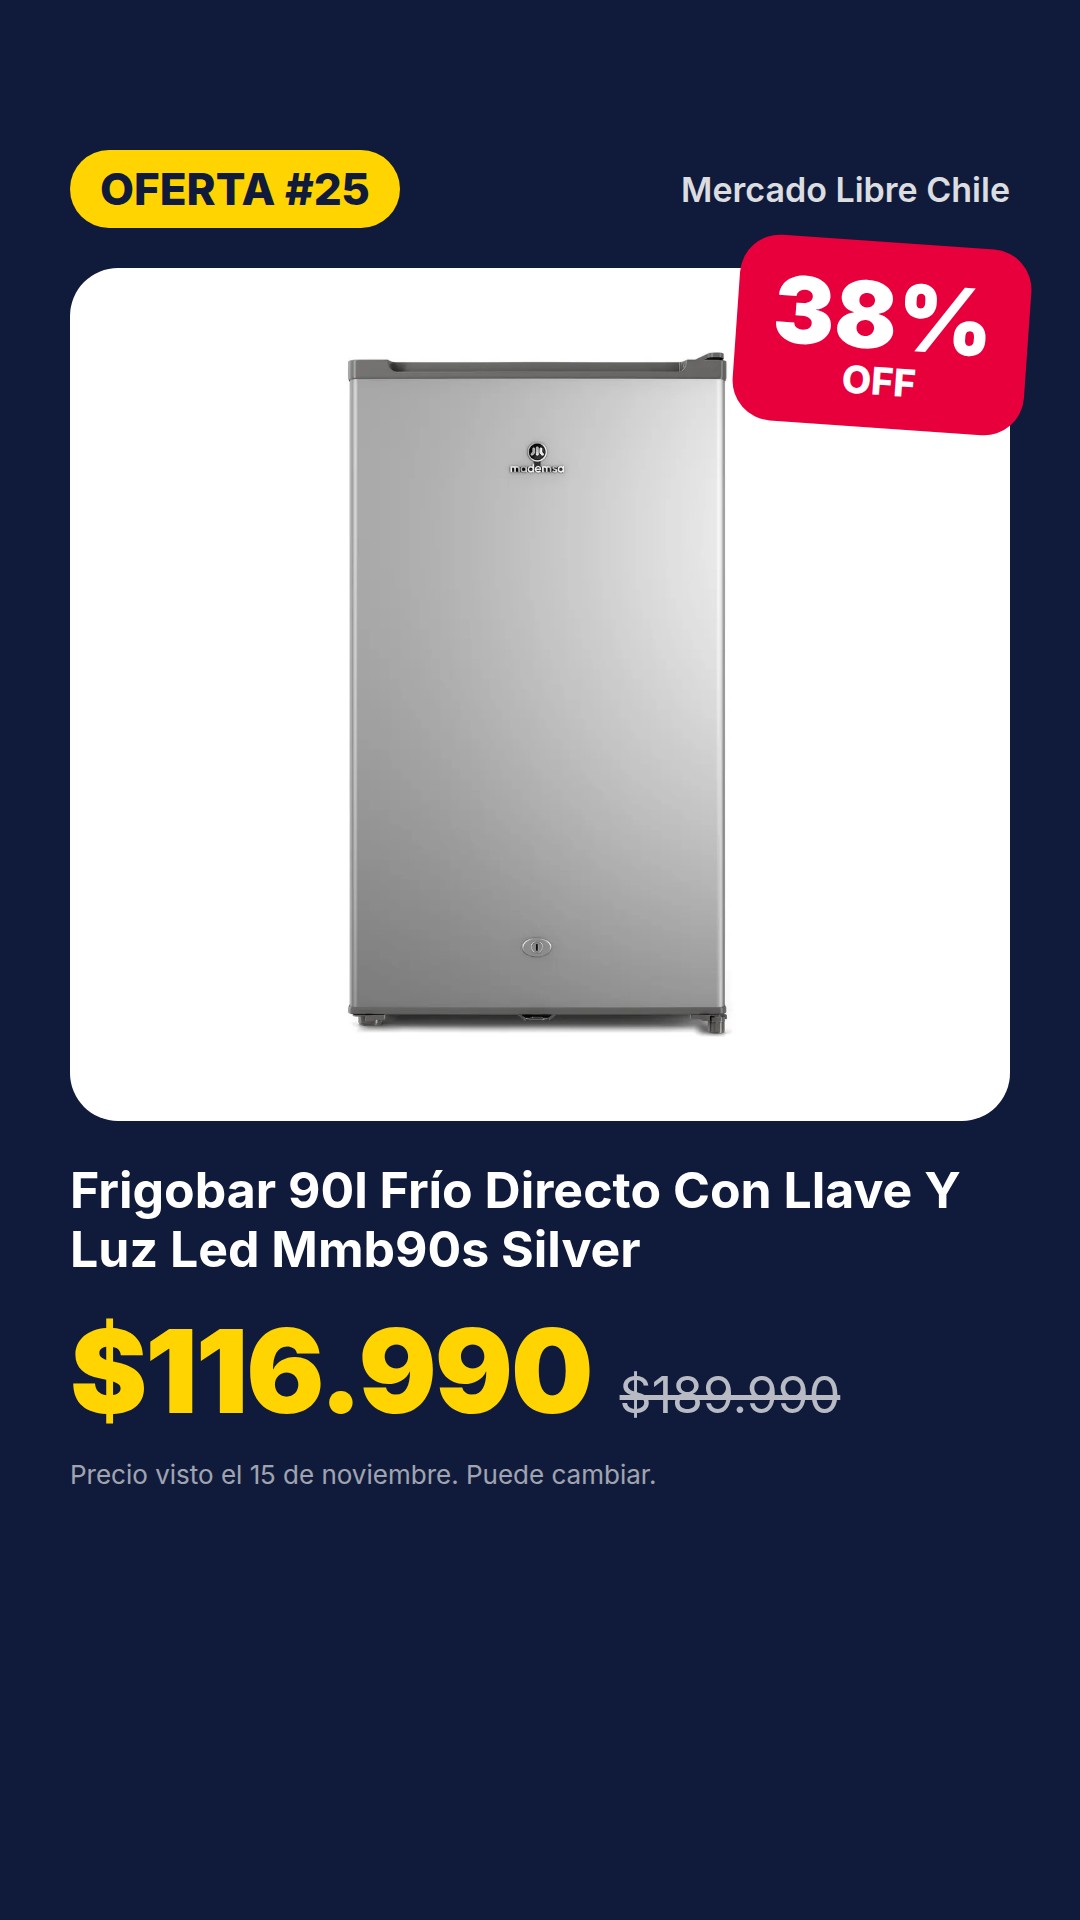 OFERTA #25
Mercado Libre Chile
38%
OFF
mademsa
Frigobar 90l Frío Directo Con Llave Y
Luz Led Mmb90s Silver
$116.990 $189.990
Precio visto el 15 de noviembre. Puede cambiar.